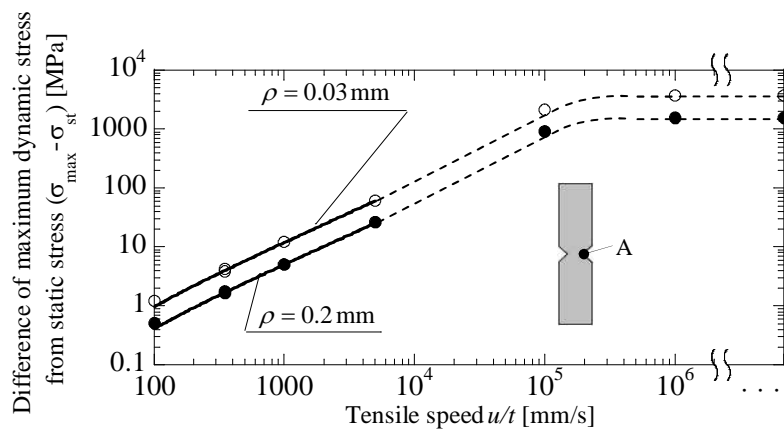 Difference of maximum dynamic stress
from static stress (σmax -σst) [MPa]
10^4
1000
100
10
1
0.1
ρ = 0.03 mm
ρ = 0.2 mm
A
100
1000
10^4
10^5
10^6
. . .
Tensile speed u/t [mm/s]